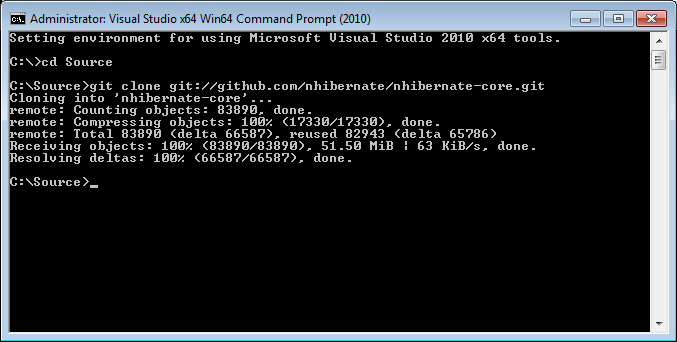 Administrator: Visual Studio x64 Win64 Command Prompt (2010)
Setting environment for using Microsoft Visual Studio 2010 x64 tools.
C:\>cd Source
C:\Source>git clone git://github.com/nhibernate/nhibernate-core.git
Cloning into 'nhibernate-core'...
remote: Counting objects: 83890, done.
remote: Compressing objects: 100% (17330/17330), done.
remote: Total 83890 (delta 66587), reused 82943 (delta 65786)
Receiving objects: 100% (83890/83890), 51.50 MiB | 63 KiB/s, done.
Resolving deltas: 100% (66587/66587), done.
C:\Source>_